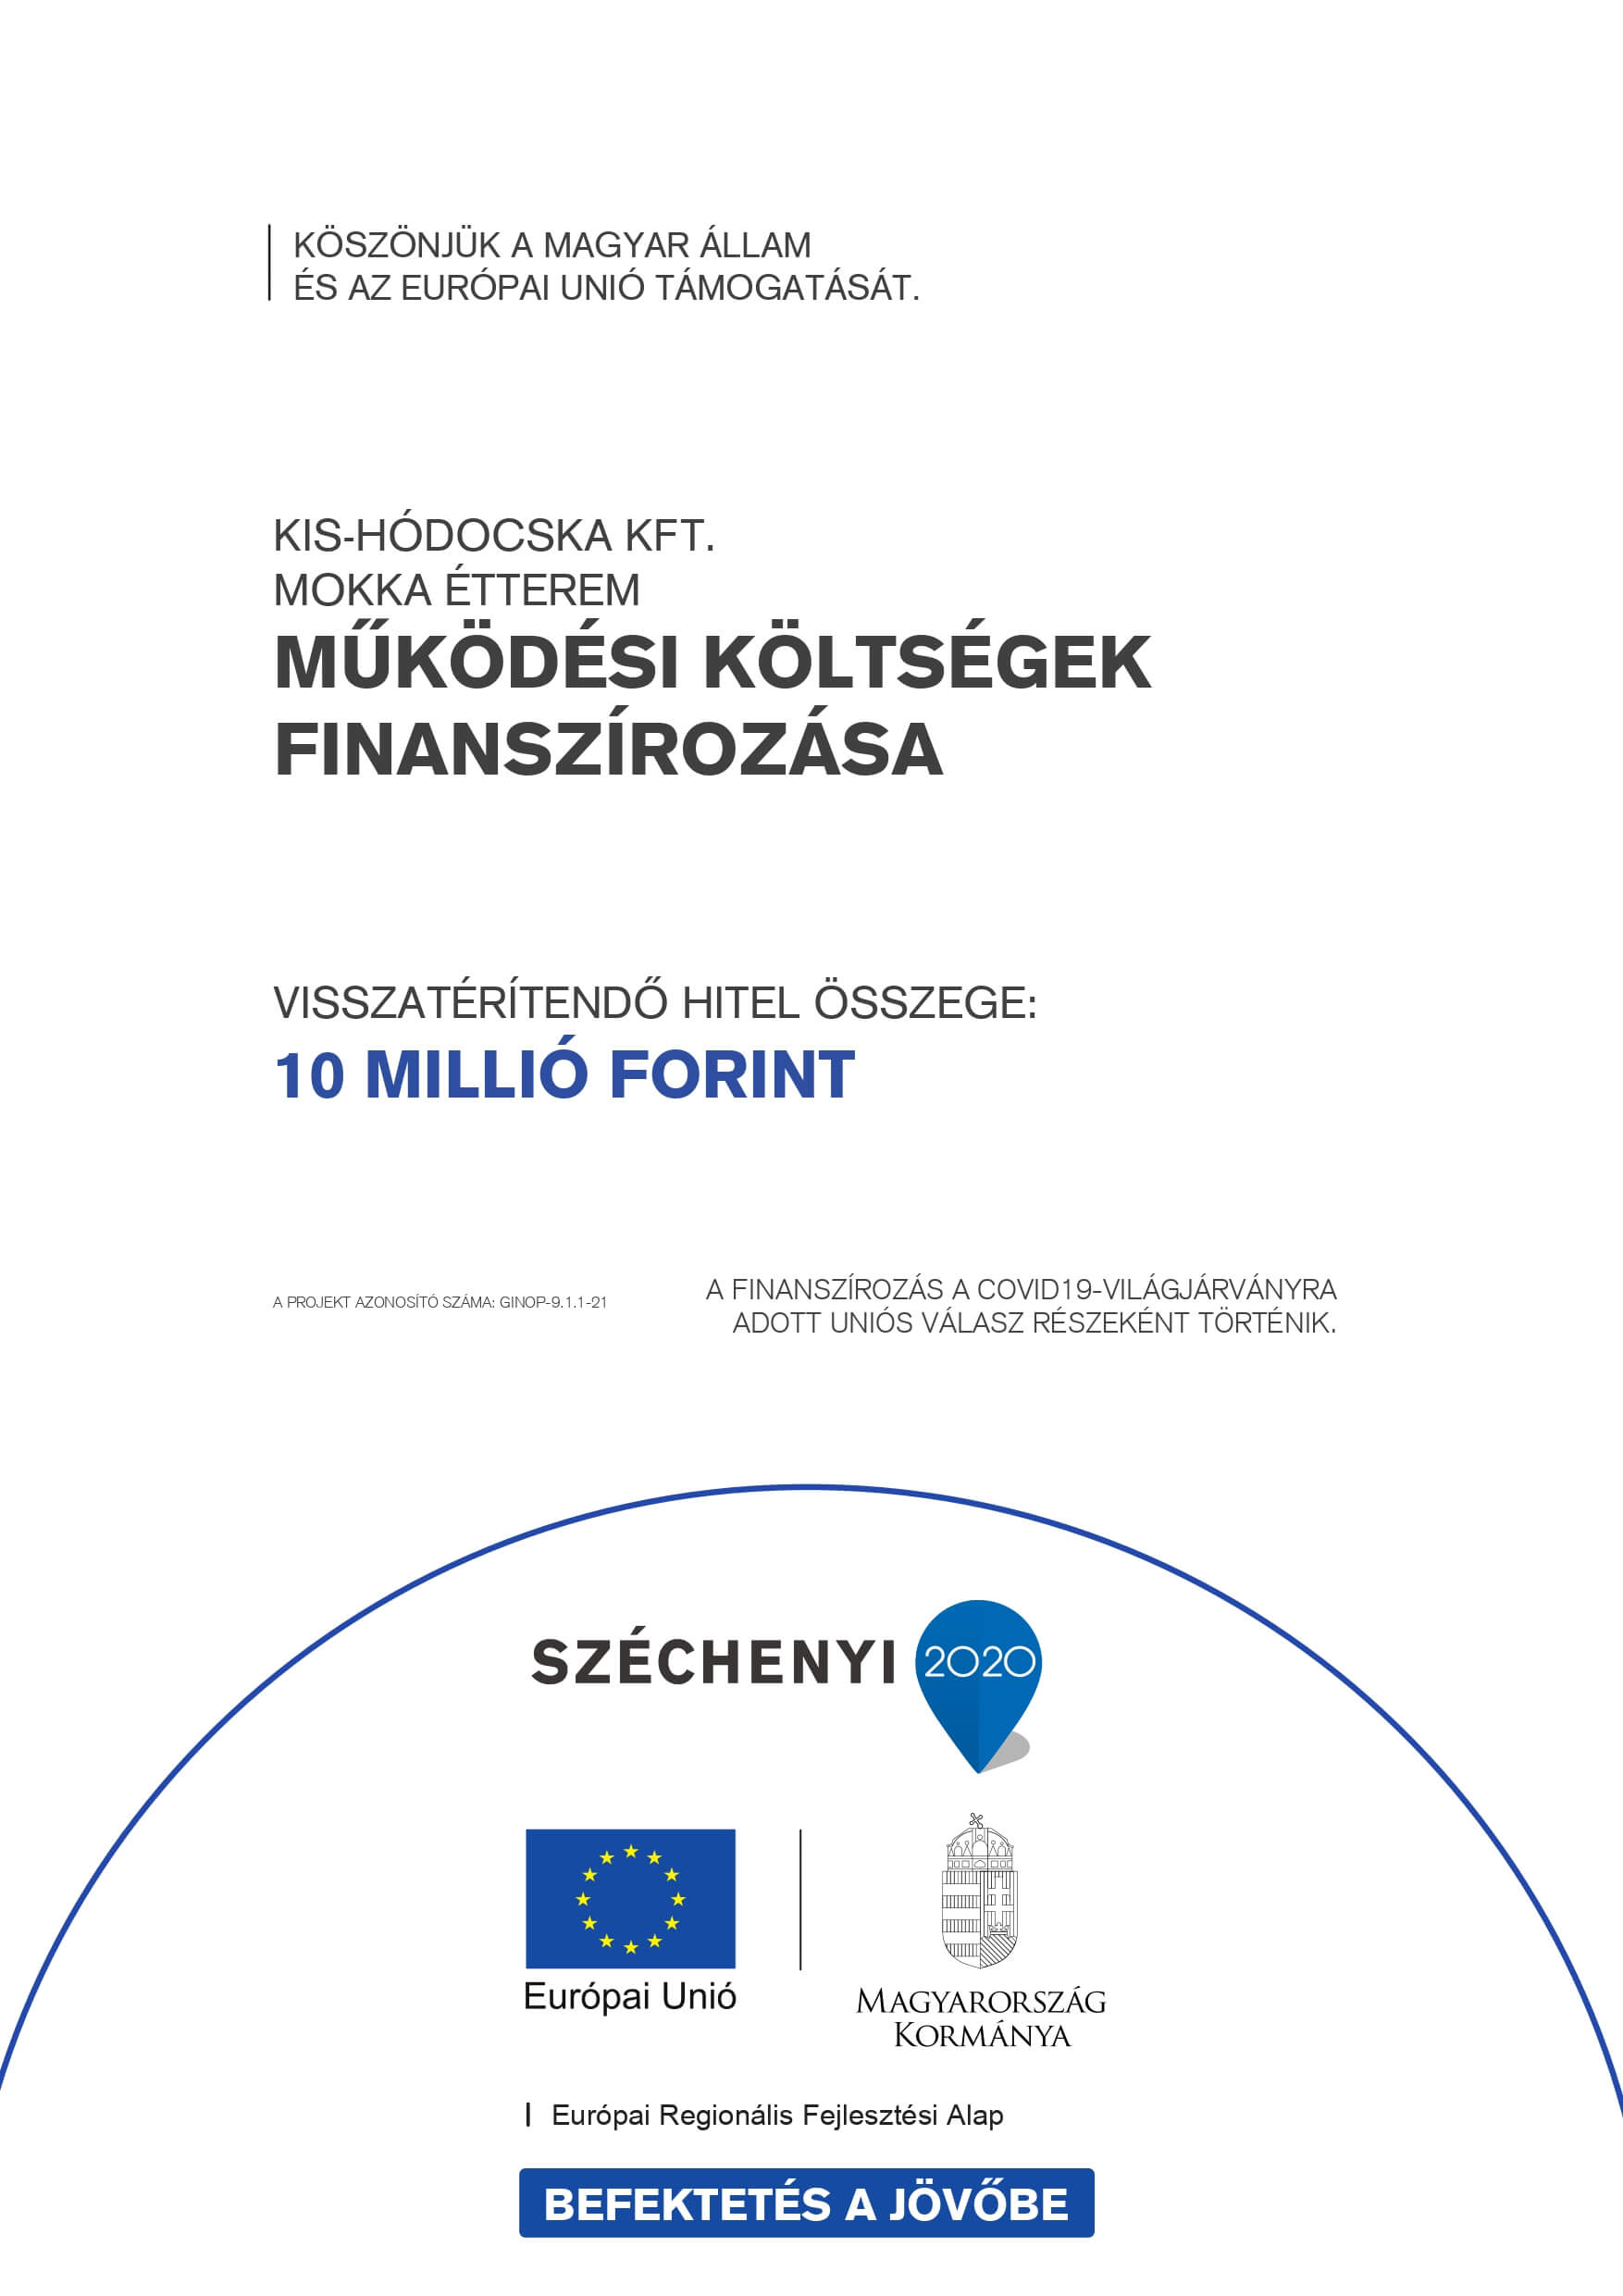 KÖSZÖNJÜK A MAGYAR ÁLLAM
ÉS AZ EURÓPAI UNIÓ TÁMOGATÁSÁT.
KIS-HÓDOCSKA KFT.
MOKKA ÉTTEREM
MŰKÖDÉSI KÖLTSÉGEK
FINANSZÍROZÁSA
VISSZATÉRÍTENDŐ HITEL ÖSSZEGE:
10 MILLIÓ FORINT
A PROJEKT AZONOSÍTÓ SZÁMA: GINOP-9.1.1-21
A FINANSZÍROZÁS A COVID19-VILÁGJÁRVÁNYRA
ADOTT UNIÓS VÁLASZ RÉSZEKÉNT TÖRTÉNIK.
SZÉCHENYI 2020
Európai Unió
MAGYARORSZÁG
KORMÁNYA
Európai Regionális Fejlesztési Alap
BEFEKTETÉS A JÖVŐBE